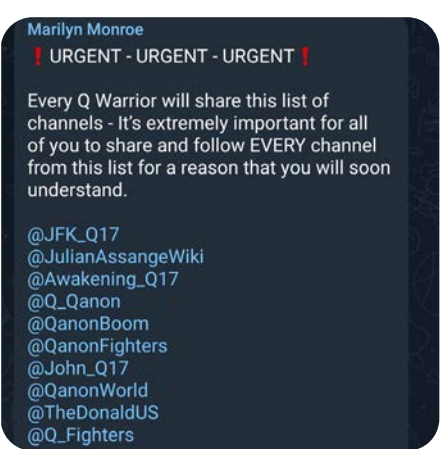 Marilyn Monroe
❗URGENT - URGENT - URGENT❗
Every Q Warrior will share this list of
channels - It's extremely important for all
of you to share and follow EVERY channel
from this list for a reason that you will soon
understand.
@JFK_Q17
@JulianAssangeWiki
@Awakening_Q17
@Q_Qanon
@QanonBoom
@QanonFighters
@John_Q17
@QanonWorld
@TheDonaldUS
@Q_Fighters